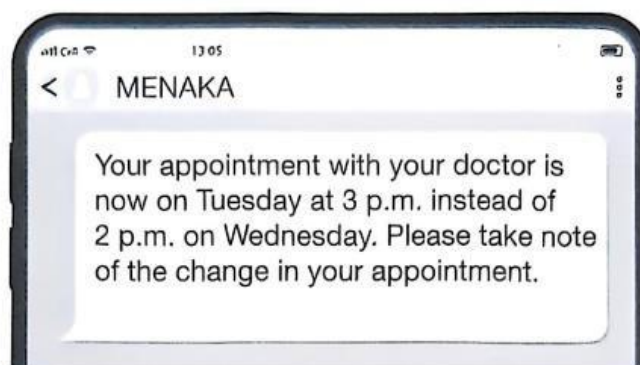 13 05
MENAKA
Your appointment with your doctor is
now on Tuesday at 3 p.m. instead of
2 p.m. on Wednesday. Please take note
of the change in your appointment.